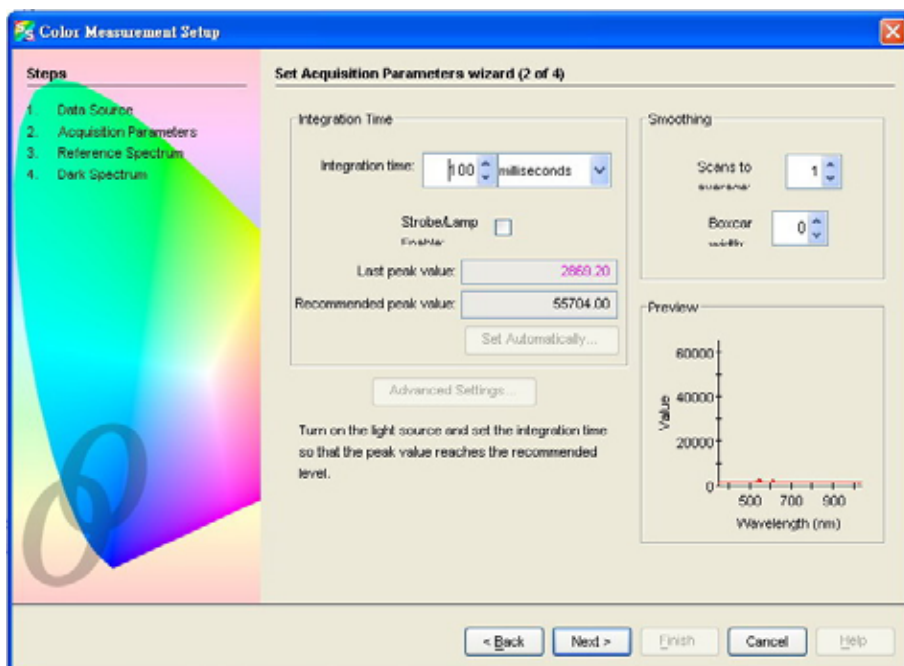 Color Measurement Setup
Steps
1. Data Source
2. Acquisition Parameters
3. Reference Spectrum
4. Dark Spectrum
Set Acquisition Parameters wizard (2 of 4)
Integration Time
Integration time:
100
milliseconds
Strobe/Lamp
Enable:
Last peak value:
2869.20
Recommended peak value:
55704.00
Set Automatically...
Advanced Settings...
Turn on the light source and set the integration time
so that the peak value reaches the recommended
level.
Smoothing
Scans to
average:
1
Boxcar
width:
0
Preview
60000
40000
20000
0
Value
500 700 900
Wavelength (nm)
< Back
Next >
Finish
Cancel
Help